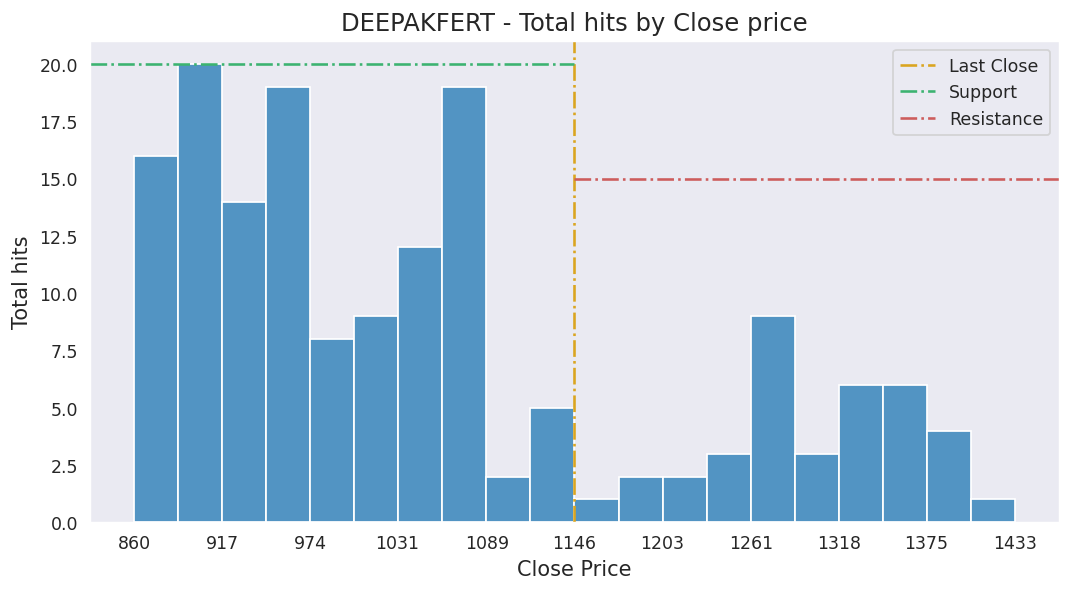 DEEPAKFERT - Total hits by Close price
Last Close
Support
Resistance
Total hits
20.0
17.5
15.0
12.5
10.0
7.5
5.0
2.5
0.0
860 917 974 1031 1089 1146 1203 1261 1318 1375 1433
Close Price